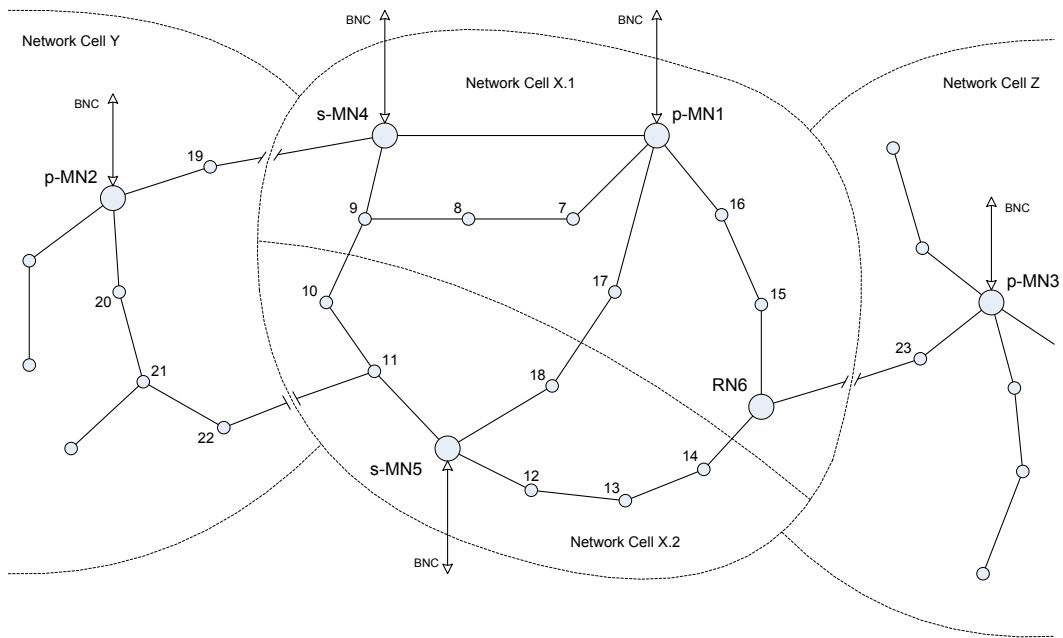 BNC
BNC
Network Cell Y
Network Cell X.1
Network Cell Z
BNC
s-MN4
p-MN1
19
p-MN2
9
8
7
16
BNC
p-MN3
20
10
17
15
23
11
21
18
RN6
22
s-MN5
12
13
14
Network Cell X.2
BNC